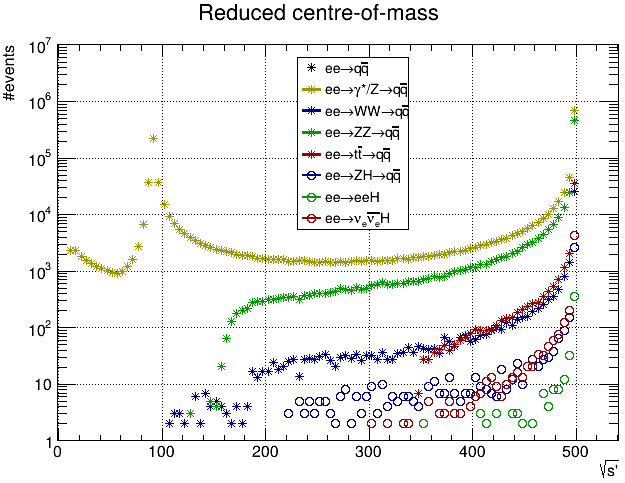 Reduced centre-of-mass
#events
10⁷
10⁶
10⁵
10⁴
10³
10²
10
1
ee→qq̅
ee→γ*/Z→qq̅
ee→WW→qq̅
ee→ZZ→qq̅
ee→tt̅→qq̅
ee→ZH→qq̅
ee→eeH
ee→νₑν̅ₑH
0 100 200 300 400 500
√s'